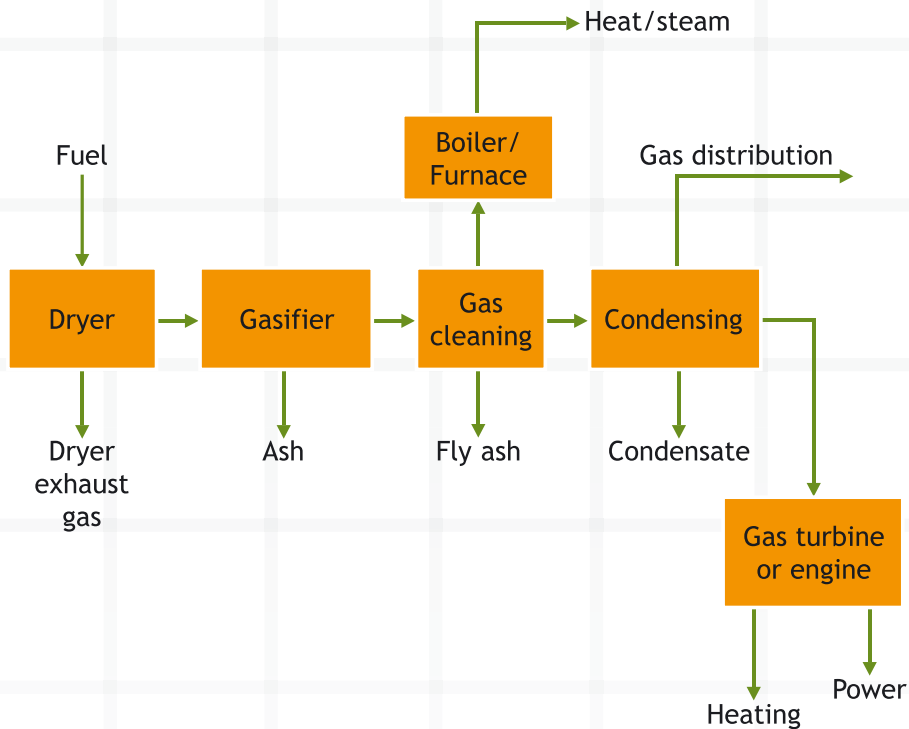 Heat/steam
Boiler/
Furnace
Fuel
Gas distribution
Dryer
Gasifier
Gas
cleaning
Condensing
Dryer
exhaust
gas
Ash
Fly ash
Condensate
Gas turbine
or engine
Heating
Power